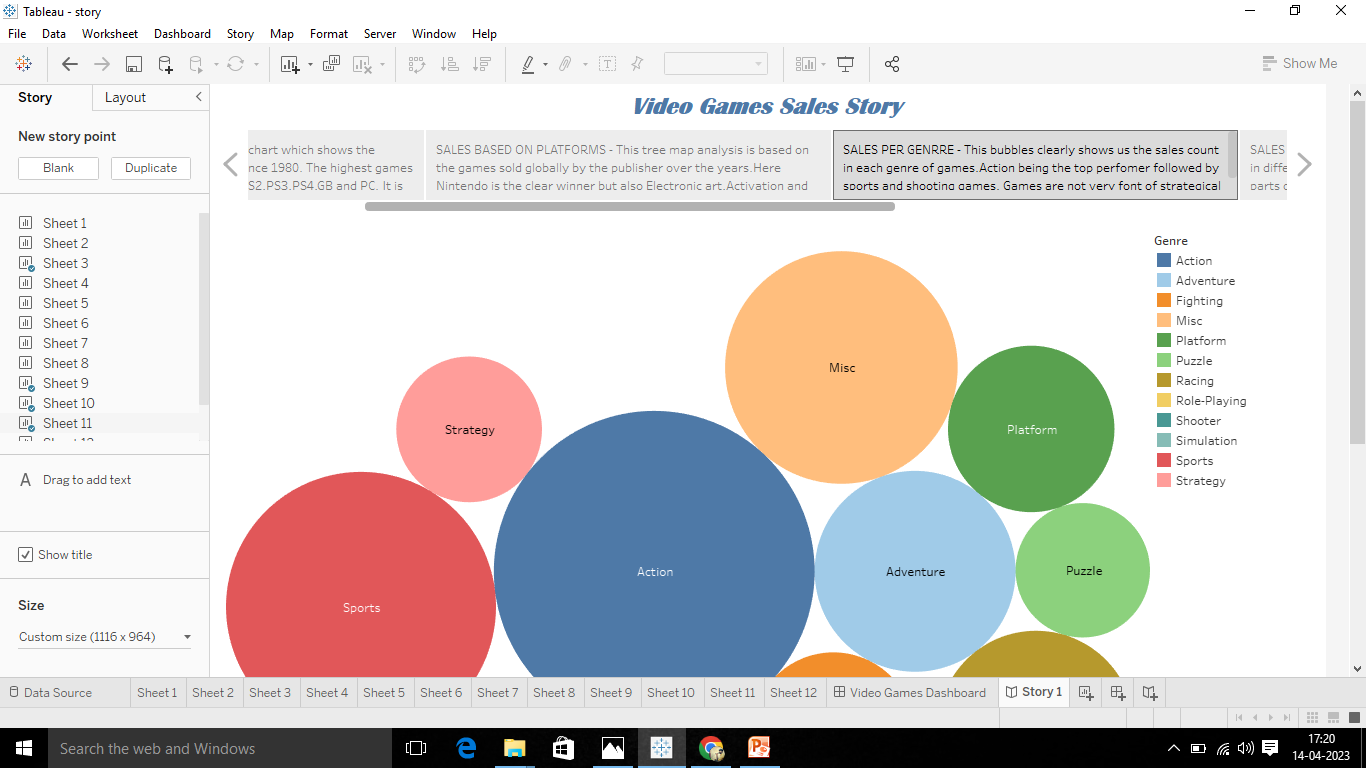 Tableau - story
File Data Worksheet Dashboard Story Map Format Server Window Help
Show Me
Story Layout
New story point
Blank Duplicate
Sheet 1
Sheet 2
Sheet 3
Sheet 4
Sheet 5
Sheet 6
Sheet 7
Sheet 8
Sheet 9
Sheet 10
Sheet 11
Sheet 12
A Drag to add text
Show title
Size
Custom size (1116 x 964)
Video Games Sales Story
chart which shows the
nce 1980. The highest games
S2.PS3.PS4.GB and PC. It is
SALES BASED ON PLATFORMS - This tree map analysis is based on
the games sold globally by the publisher over the years.Here
Nintendo is the clear winner but also Electronic art.Activation and
SALES PER GENRRE - This bubbles clearly shows us the sales count
in each genre of games.Action being the top perfomer followed by
sports and shooting games. Games are not very font of strategical
SALES
in diffe
parts c
Misc
Strategy
Platform
Action
Adventure
Puzzle
Sports
Genre
Action
Adventure
Fighting
Misc
Platform
Puzzle
Racing
Role-Playing
Shooter
Simulation
Sports
Strategy
Data Source Sheet 1 Sheet 2 Sheet 3 Sheet 4 Sheet 5 Sheet 6 Sheet 7 Sheet 8 Sheet 9 Sheet 10 Sheet 11 Sheet 12 Video Games Dashboard Story 1
Search the web and Windows
17:20
14-04-2023